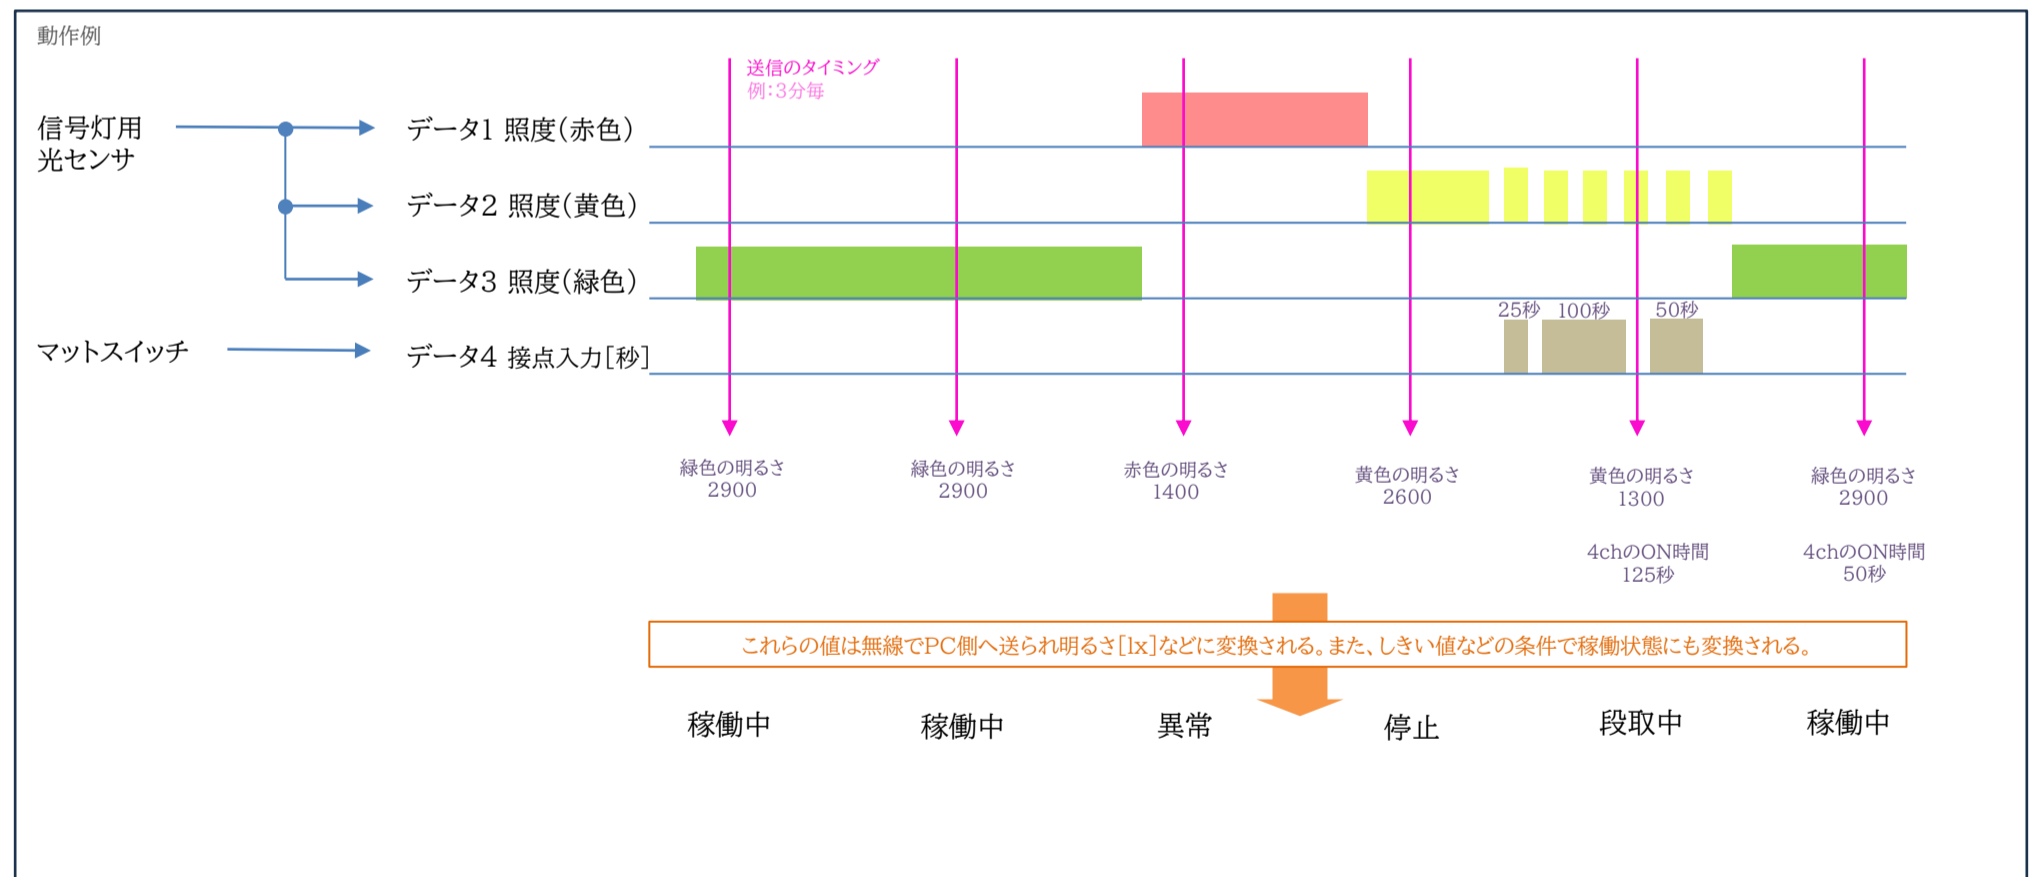 動作例
送信のタイミング
例：3分毎
信号灯用
光センサ
データ1 照度（赤色）
データ2 照度（黄色）
データ3 照度（緑色）
マットスイッチ
データ4 接点入力[秒]
25秒
100秒
50秒
緑色の明るさ
2900
緑色の明るさ
2900
赤色の明るさ
1400
黄色の明るさ
2600
黄色の明るさ
1300
緑色の明るさ
2900
4chのON時間
125秒
4chのON時間
50秒
これらの値は無線でPC側へ送られ明るさ[lx]などに変換される。また、しきい値などの条件で稼働状態にも変換される。
稼働中
稼働中
異常
停止
段取中
稼働中